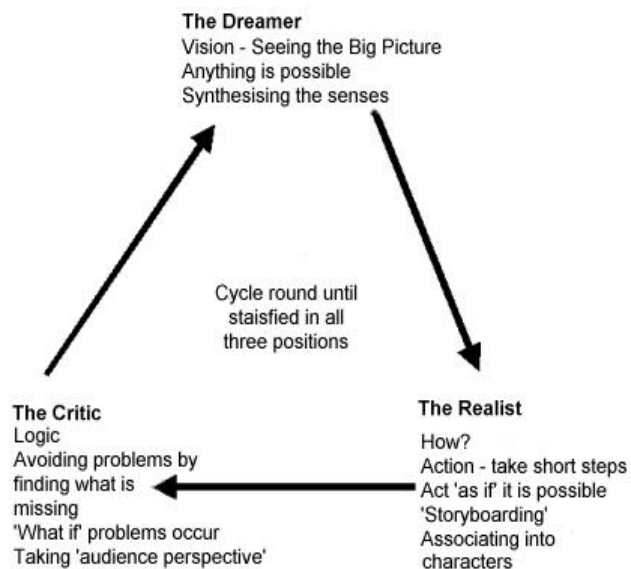 The Dreamer
Vision - Seeing the Big Picture
Anything is possible
Synthesising the senses
Cycle round until
staisfied in all
three positions
The Critic
Logic
Avoiding problems by
finding what is
missing
'What if' problems occur
Taking 'audience perspective'
The Realist
How?
Action - take short steps
Act 'as if' it is possible
'Storyboarding'
Associating into
characters